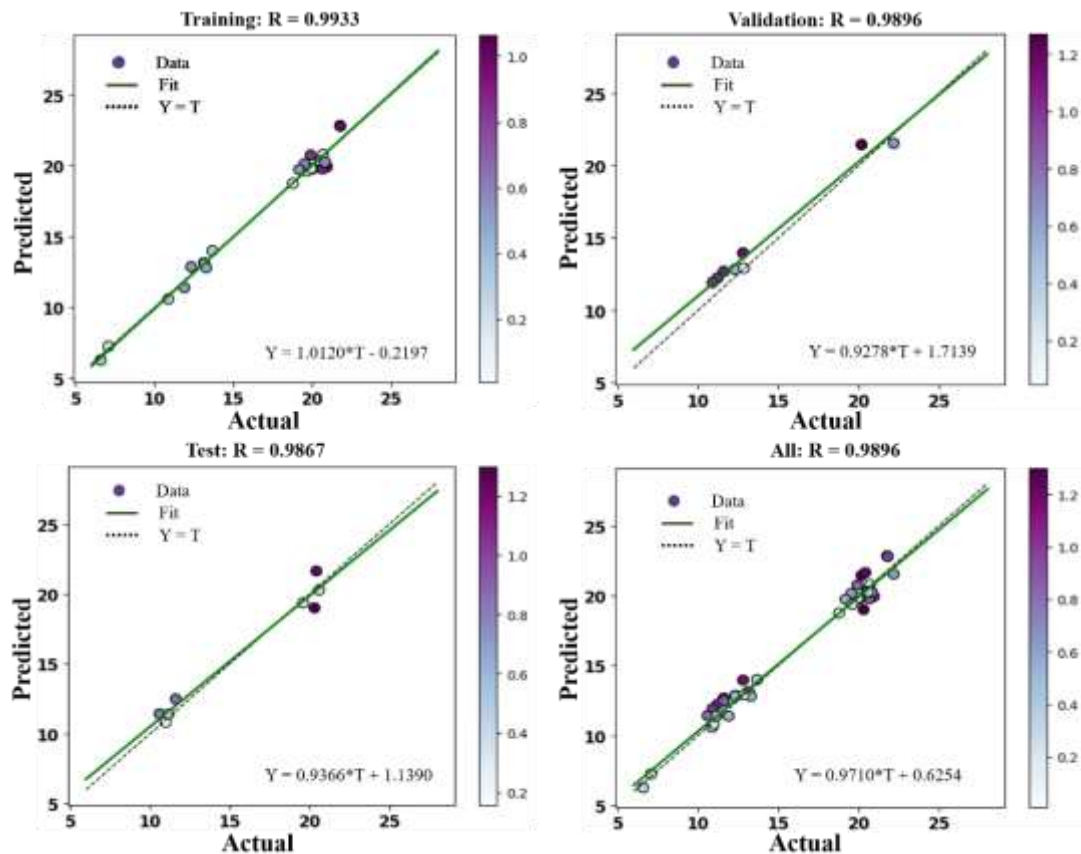 Training: R = 0.9933
Predicted
25
20
15
10
5
Data
Fit
Y = T
Y = 1.0120*T - 0.2197
5 10 15 20 25
Actual
1.0
0.8
0.6
0.4
0.2
Validation: R = 0.9896
Predicted
25
20
15
10
5
Data
Fit
Y = T
Y = 0.9278*T + 1.7139
5 10 15 20 25
Actual
1.2
1.0
0.8
0.6
0.4
0.2
Test: R = 0.9867
Predicted
25
20
15
10
5
Data
Fit
Y = T
Y = 0.9366*T + 1.1390
5 10 15 20 25
Actual
1.2
1.0
0.8
0.6
0.4
0.2
All: R = 0.9896
Predicted
25
20
15
10
5
Data
Fit
Y = T
Y = 0.9710*T + 0.6254
5 10 15 20 25
Actual
1.2
1.0
0.8
0.6
0.4
0.2